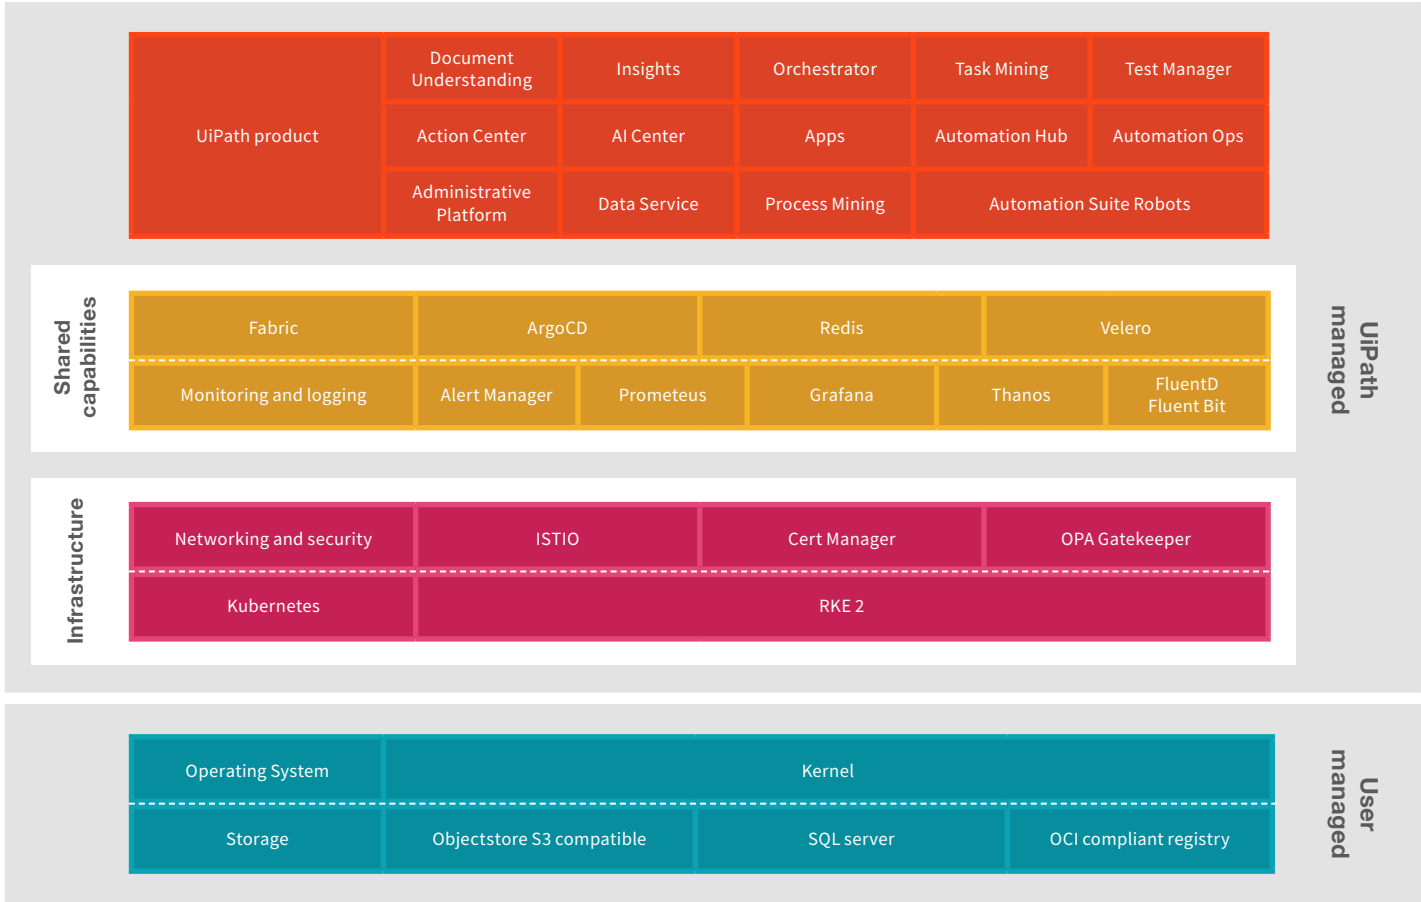 UiPath product
Document
Understanding
Insights
Orchestrator
Task Mining
Test Manager
Action Center
AI Center
Apps
Automation Hub
Automation Ops
Administrative
Platform
Data Service
Process Mining
Automation Suite Robots
Shared
capabilities
Fabric
ArgoCD
Redis
Velero
Monitoring and logging
Alert Manager
Prometeus
Grafana
Thanos
FluentD
Fluent Bit
UiPath
managed
Infrastructure
Networking and security
ISTIO
Cert Manager
OPA Gatekeeper
Kubernetes
RKE 2
Operating System
Kernel
Storage
Objectstore S3 compatible
SQL server
OCI compliant registry
User
managed